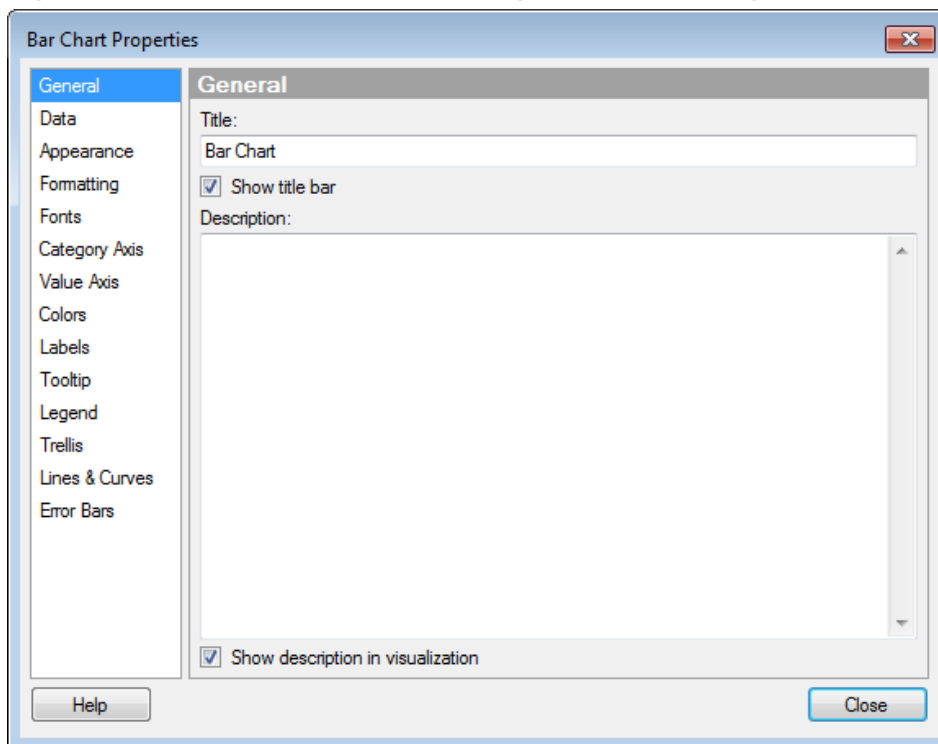 Bar Chart Properties
General
Data
Appearance
Formatting
Fonts
Category Axis
Value Axis
Colors
Labels
Tooltip
Legend
Trellis
Lines & Curves
Error Bars
General
Title:
Bar Chart
Show title bar
Description:
Show description in visualization
Help
Close